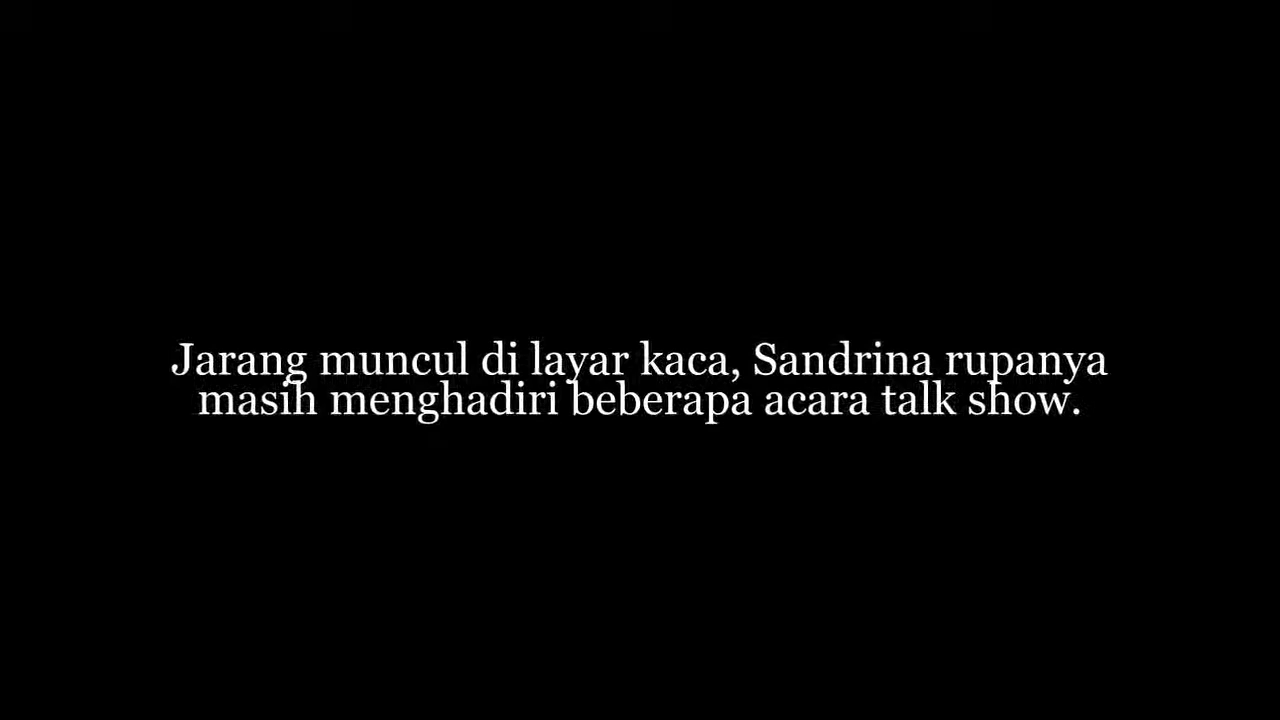 Jarang muncul di layar kaca, Sandrina rupanya
masih menghadiri beberapa acara talk show.